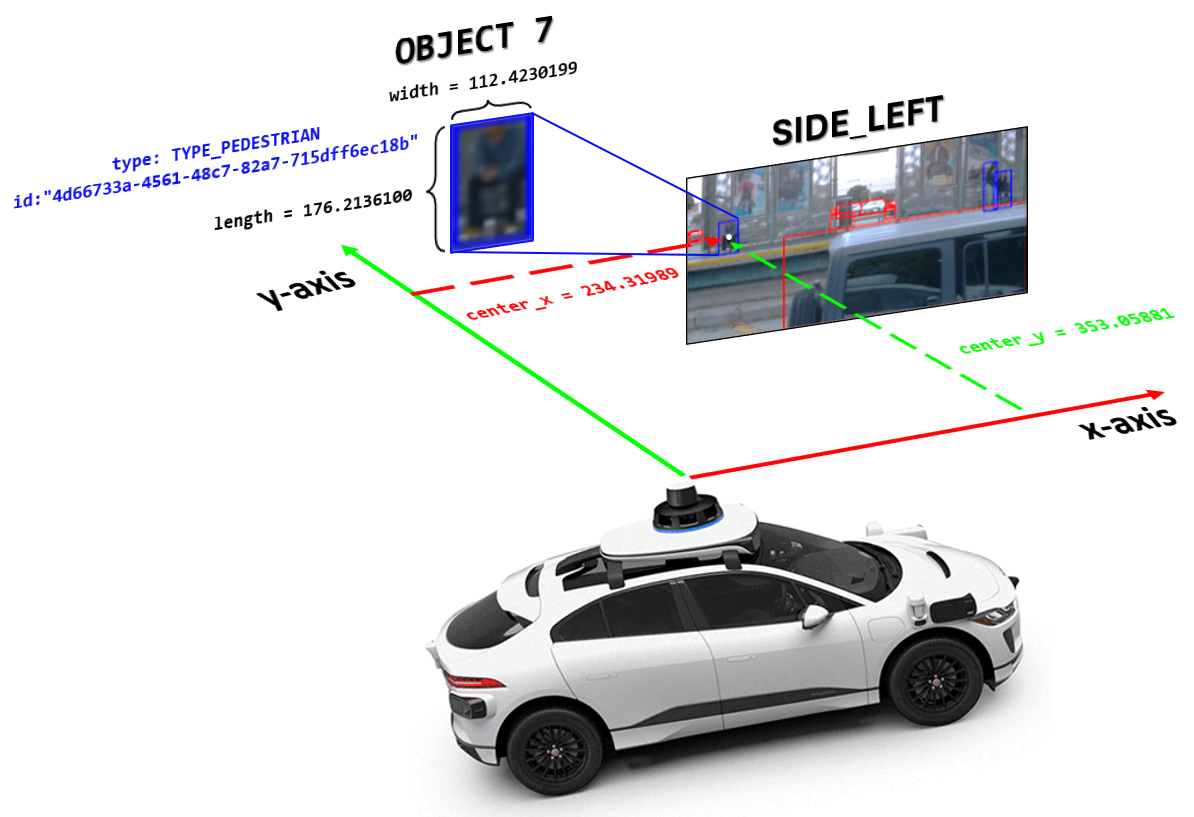 OBJECT 7
width = 112.4230199
type: TYPE_PEDESTRIAN
id:"4d66733a-4561-48c7-82a7-715dff6ec18b"
length = 176.2136100
SIDE_LEFT
y-axis
center_x = 234.31989
center_y = 353.05881
x-axis